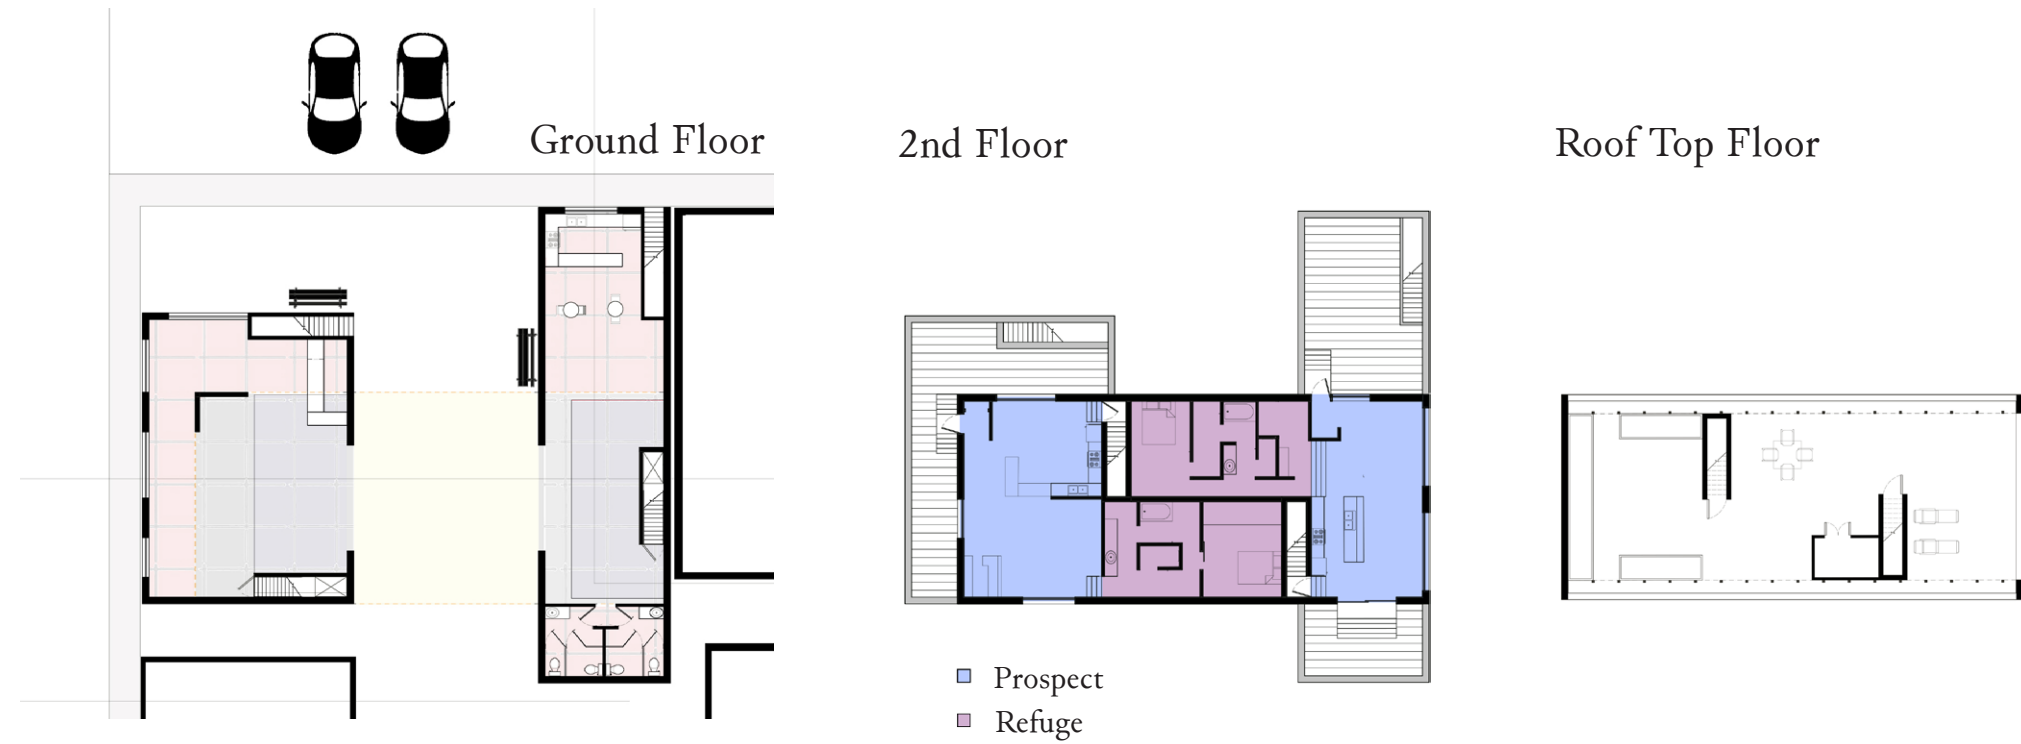 Ground Floor
2nd Floor
Roof Top Floor
Prospect
Refuge